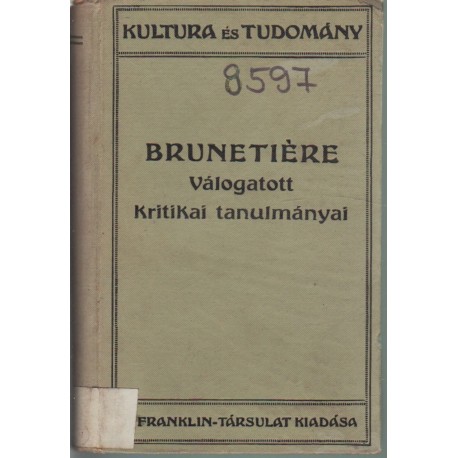 KULTURA ÉS TUDOMÁNY
8597
BRUNETIÈRE
Válogatott
Kritikai tanulmányai
FRANKLIN-TÁRSULAT KIADÁSA